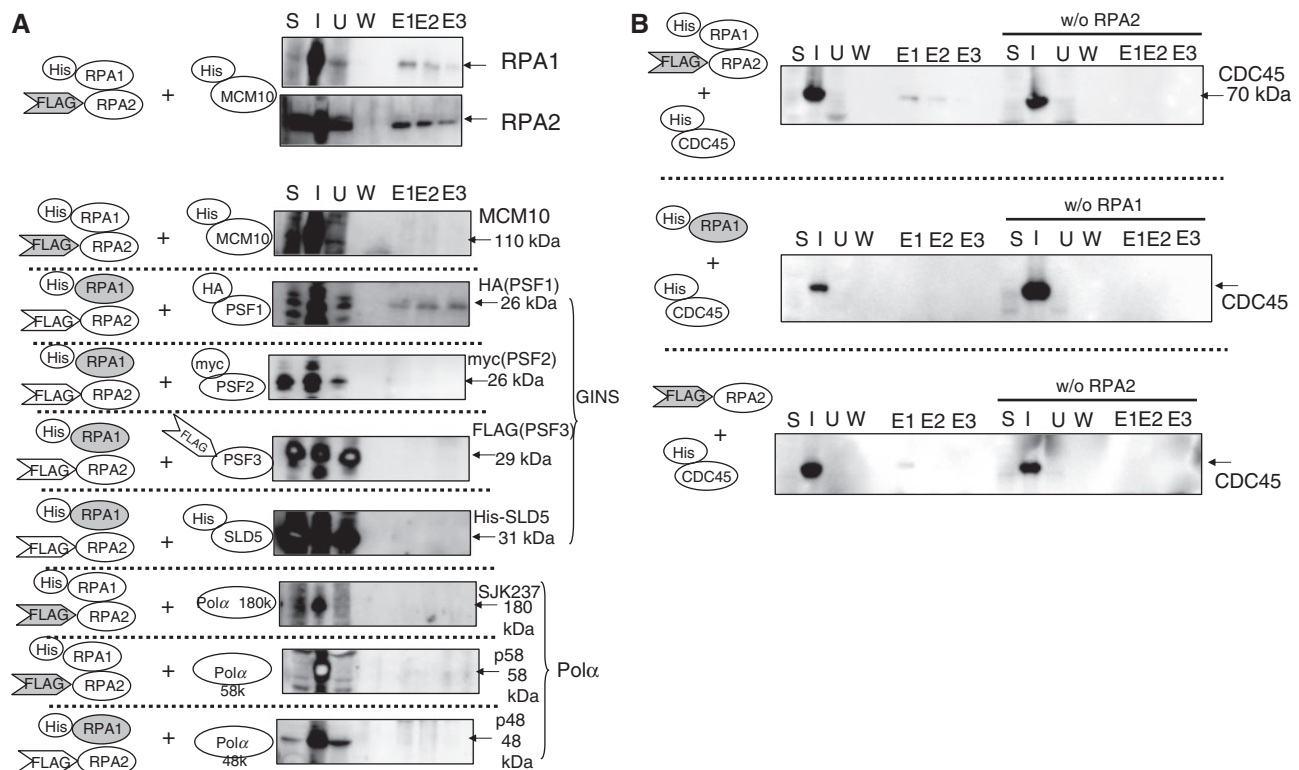 A
S I U W E1 E2 E3
His
RPA1
FLAG
RPA2
+
His
MCM10
RPA1
RPA2
S I U W E1 E2 E3
His
RPA1
FLAG
RPA2
+
His
MCM10
MCM10
110 kDa
His
RPA1
FLAG
RPA2
+
HA
PSF1
HA(PSF1)
26 kDa
His
RPA1
FLAG
RPA2
+
myc
PSF2
myc(PSF2)
26 kDa
GINS
His
RPA1
FLAG
RPA2
+
FLAG
PSF3
FLAG(PSF3)
29 kDa
His
RPA1
FLAG
RPA2
+
His
SLD5
His-SLD5
31 kDa
His
RPA1
FLAG
RPA2
+
Polα 180k
SJK237
180
kDa
His
RPA1
FLAG
RPA2
+
Polα
58k
p58
58
kDa
Polα
His
RPA1
FLAG
RPA2
+
Polα
48k
p48
48
kDa
B
w/o RPA2
His
RPA1
FLAG
RPA2
+
His
CDC45
S I U W E1 E2 E3 S I U W E1E2 E3
CDC45
70 kDa
w/o RPA1
His
RPA1
+
His
CDC45
S I U W E1 E2 E3 S I U W E1E2 E3
CDC45
w/o RPA2
FLAG
RPA2
+
His
CDC45
S I U W E1 E2 E3 S I U W E1E2 E3
CDC45